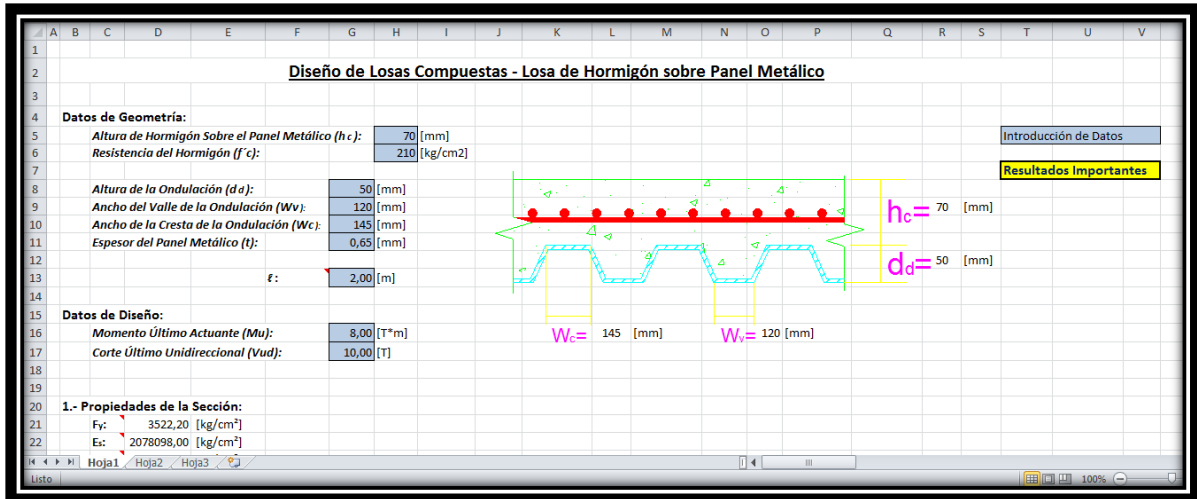 A B C D E F G H I J K L M N O P Q R S T U V
1
2 Diseño de Losas Compuestas - Losa de Hormigón sobre Panel Metálico
3
4 Datos de Geometría:
5 Altura de Hormigón Sobre el Panel Metálico (hc): 70 [mm] Introducción de Datos
6 Resistencia del Hormigón (f´c): 210 [kg/cm2]
7 Resultados Importantes
8 Altura de la Ondulación (dd): 50 [mm]
9 Ancho del Valle de la Ondulación (Wv): 120 [mm] hc= 70 [mm]
10 Ancho de la Cresta de la Ondulación (Wc): 145 [mm]
11 Espesor del Panel Metálico (t): 0,65 [mm]
12 dd= 50 [mm]
13 ℓ: 2,00 [m]
14
15 Datos de Diseño:
16 Momento Último Actuante (Mu): 8,00 [T*m] Wc= 145 [mm] Wv= 120 [mm]
17 Corte Último Unidireccional (Vud): 10,00 [T]
18
19
20 1.- Propiedades de la Sección:
21 Fy: 3522,20 [kg/cm²]
22 Es: 2078098,00 [kg/cm²]
Hoja1 Hoja2 Hoja3
Listo 100%